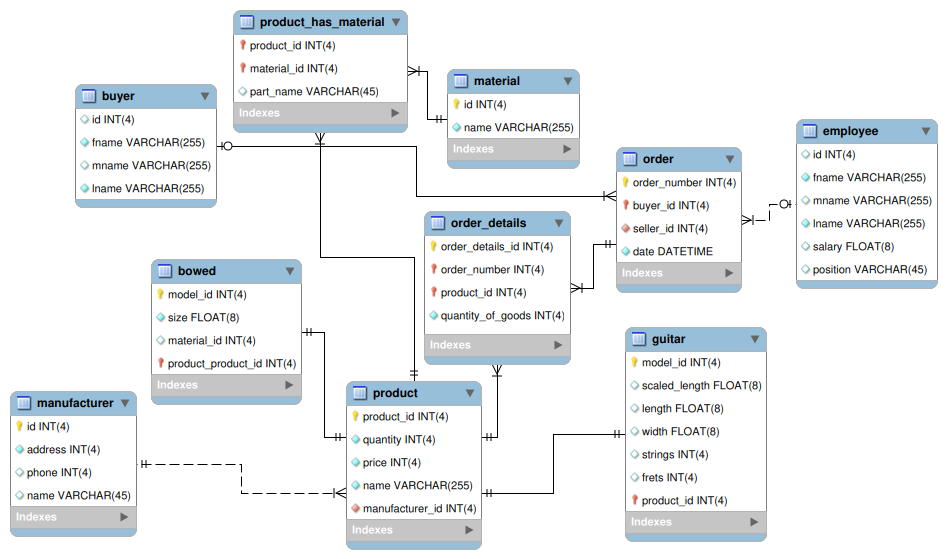 product_has_material
product_id INT(4)
material_id INT(4)
part_name VARCHAR(45)
Indexes
material
id INT(4)
name VARCHAR(255)
Indexes
buyer
id INT(4)
fname VARCHAR(255)
mname VARCHAR(255)
lname VARCHAR(255)
employee
id INT(4)
fname VARCHAR(255)
mname VARCHAR(255)
lname VARCHAR(255)
salary FLOAT(8)
position VARCHAR(45)
order
order_number INT(4)
buyer_id INT(4)
seller_id INT(4)
date DATETIME
Indexes
order_details
order_details_id INT(4)
order_number INT(4)
product_id INT(4)
quantity_of_goods INT(4)
Indexes
bowed
model_id INT(4)
size FLOAT(8)
material_id INT(4)
product_product_id INT(4)
Indexes
guitar
model_id INT(4)
scaled_length FLOAT(8)
length FLOAT(8)
width FLOAT(8)
strings INT(4)
frets INT(4)
product_id INT(4)
Indexes
manufacturer
id INT(4)
address INT(4)
phone INT(4)
name VARCHAR(45)
Indexes
product
product_id INT(4)
quantity INT(4)
price INT(4)
name VARCHAR(255)
manufacturer_id INT(4)
Indexes